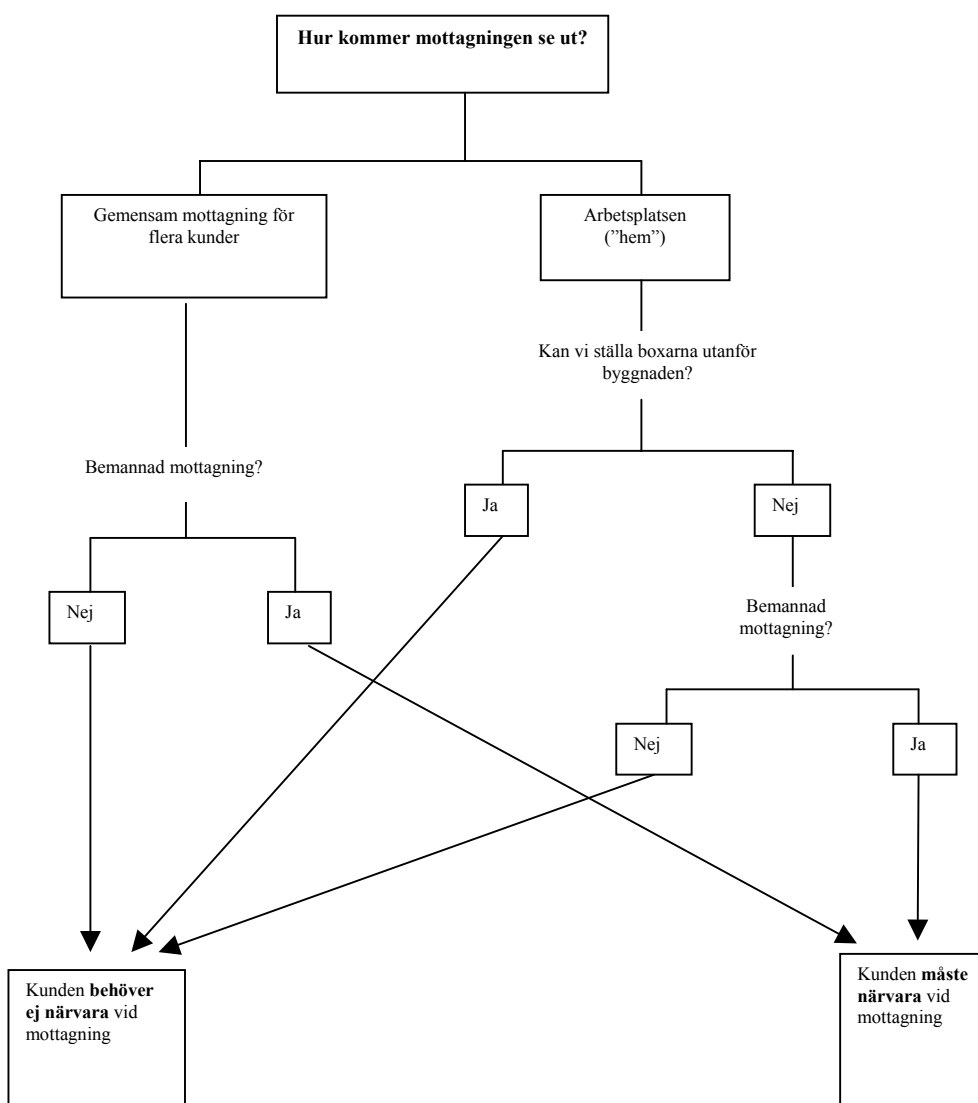 Hur kommer mottagningen se ut?
Gemensam mottagning för
flera kunder
Arbetsplatsen
(”hem”)
Kan vi ställa boxarna utanför
byggnaden?
Bemannad mottagning?
Ja
Nej
Nej
Ja
Bemannad
mottagning?
Nej
Ja
Kunden behöver
ej närvara vid
mottagning
Kunden måste
närvara vid
mottagning